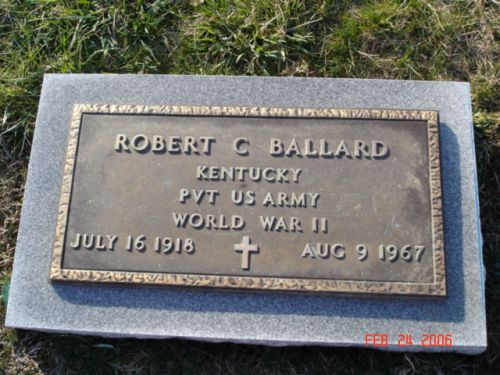 ROBERT C BALLARD
KENTUCKY
PVT US ARMY
WORLD WAR II
JULY 16 1918 AUG 9 1967
FEB 24 2006